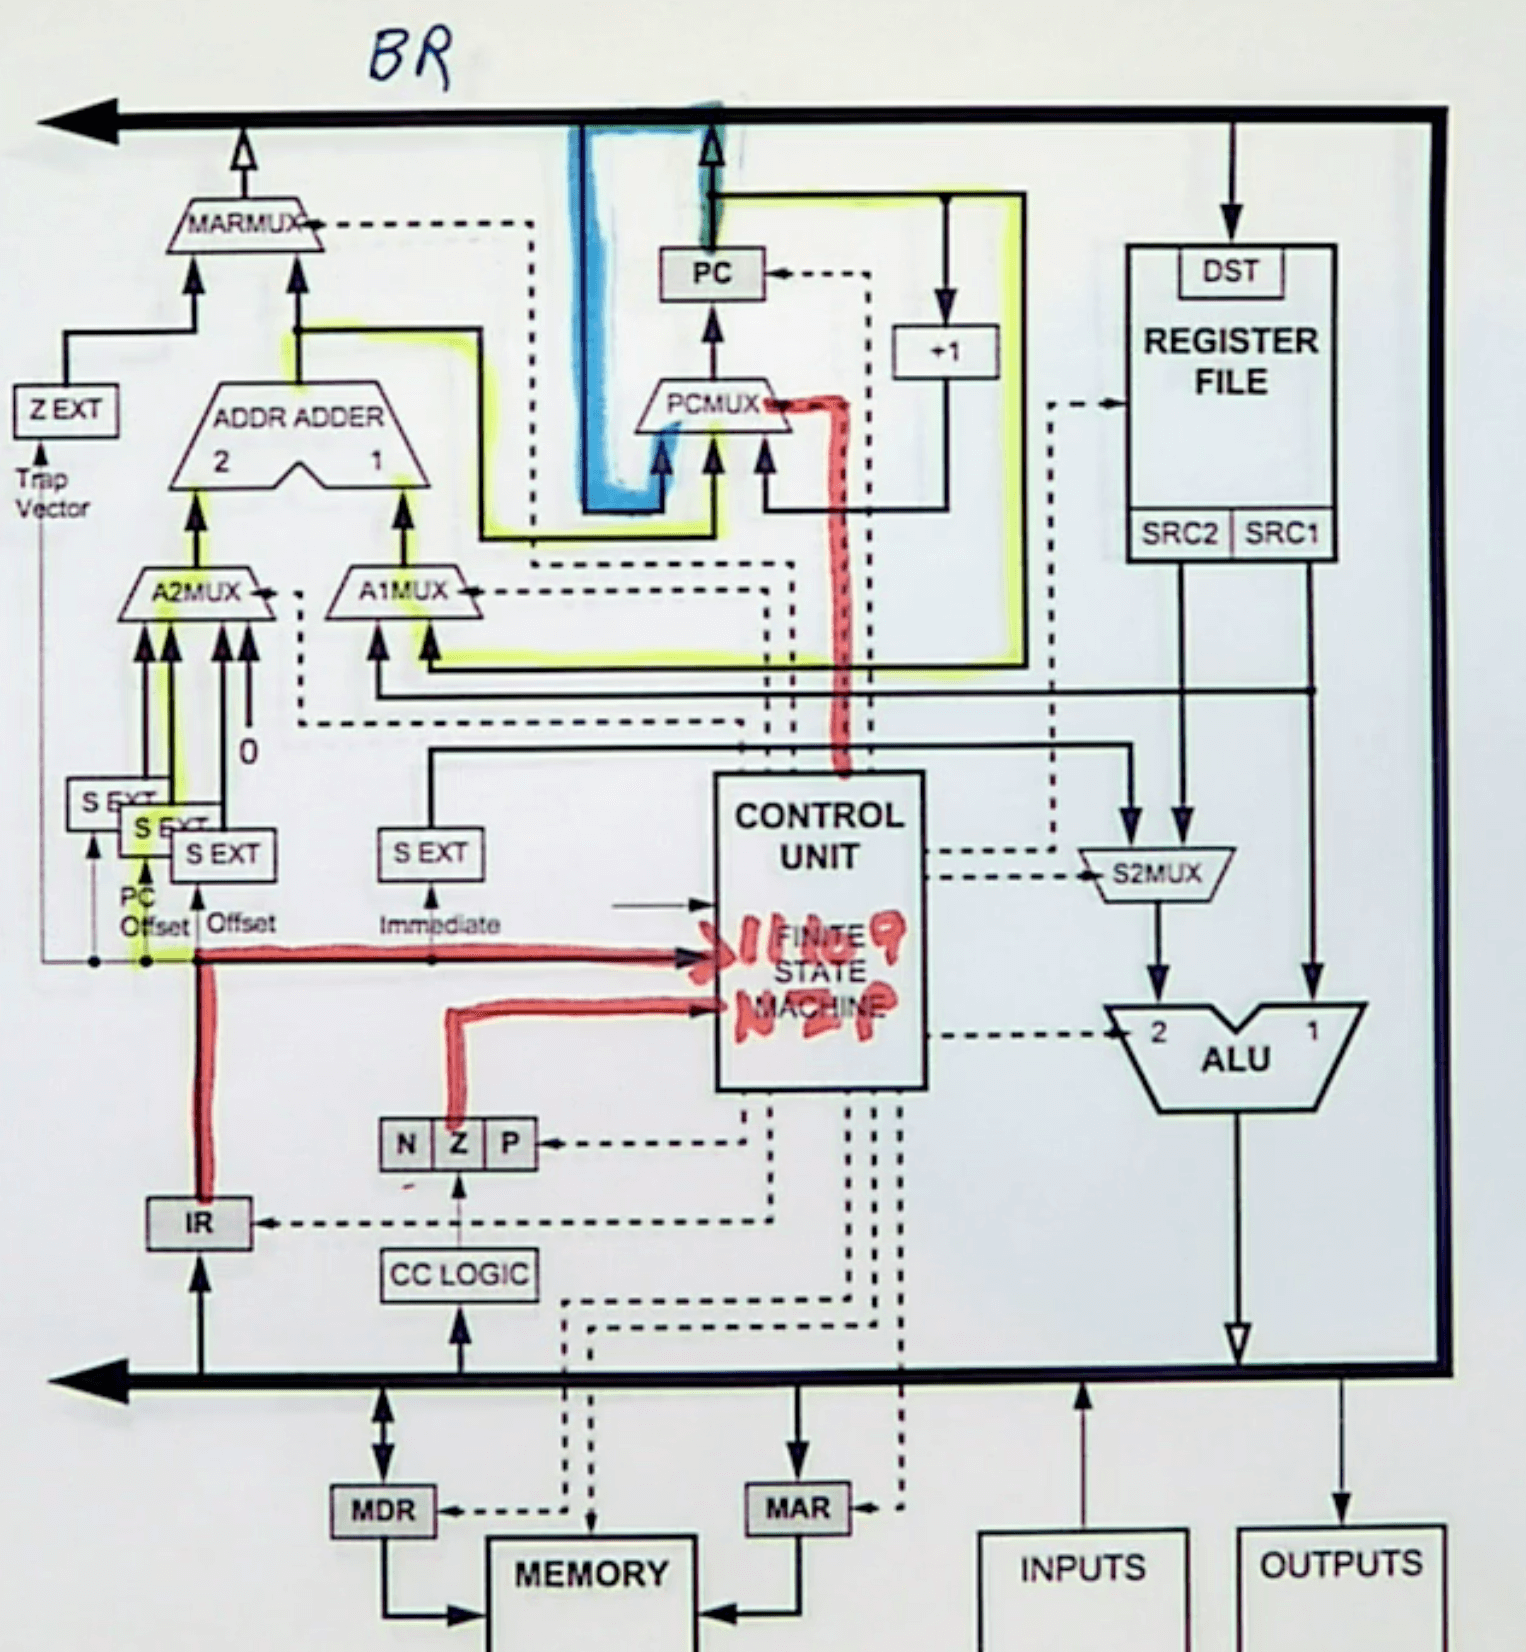 BR
MARMUX
PC
DST
REGISTER
FILE
+1
Z EXT
ADDR ADDER
2 1
PCMUX
Trap
Vector
SRC2 SRC1
A2MUX
A1MUX
0
S EXT
S EXT
S EXT
S EXT
CONTROL
UNIT
S2MUX
PC
Offset
Offset
Immediate
FINITE
STATE
MACHINE
11 10 9
N Z P
2 1
ALU
N Z P
IR
CC LOGIC
MDR
MAR
MEMORY
INPUTS
OUTPUTS